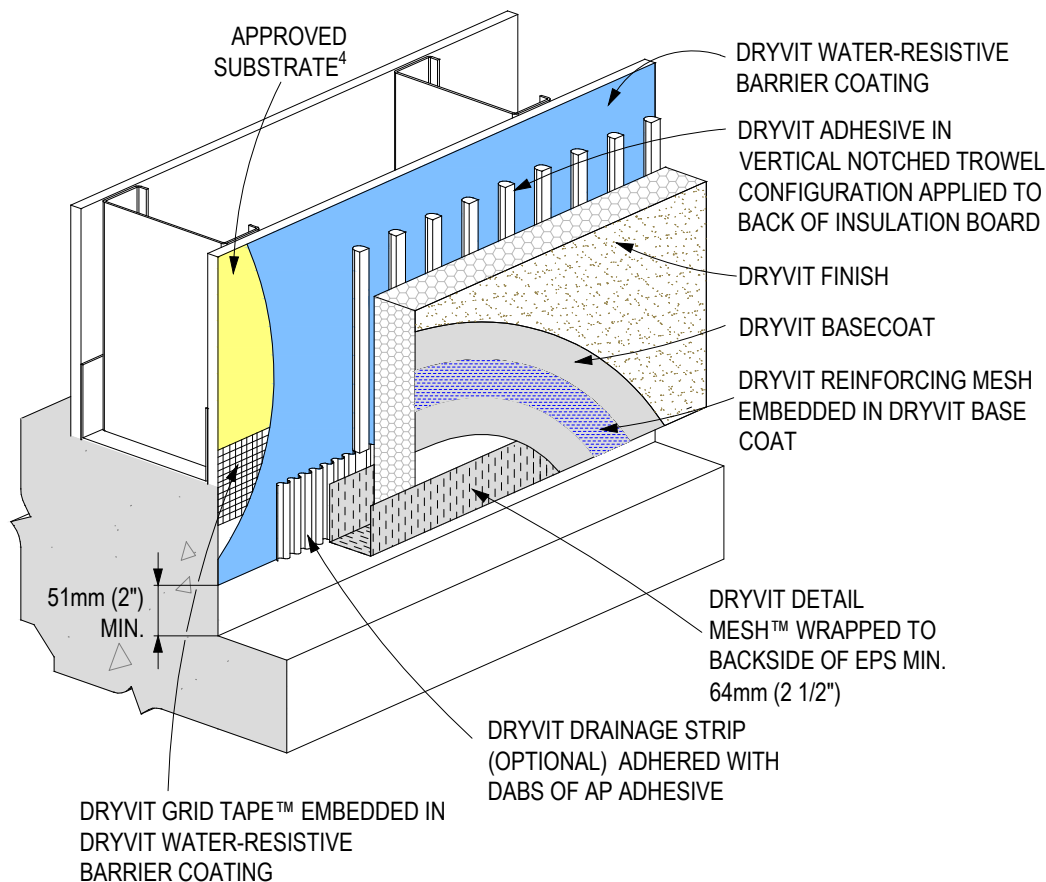 APPROVED
SUBSTRATE4
DRYVIT WATER-RESISTIVE
BARRIER COATING
DRYVIT ADHESIVE IN
VERTICAL NOTCHED TROWEL
CONFIGURATION APPLIED TO
BACK OF INSULATION BOARD
DRYVIT FINISH
DRYVIT BASECOAT
DRYVIT REINFORCING MESH
EMBEDDED IN DRYVIT BASE
COAT
51mm (2")
MIN.
DRYVIT DETAIL
MESH™ WRAPPED TO
BACKSIDE OF EPS MIN.
64mm (2 1/2")
DRYVIT DRAINAGE STRIP
(OPTIONAL) ADHERED WITH
DABS OF AP ADHESIVE
DRYVIT GRID TAPE™ EMBEDDED IN
DRYVIT WATER-RESISTIVE
BARRIER COATING